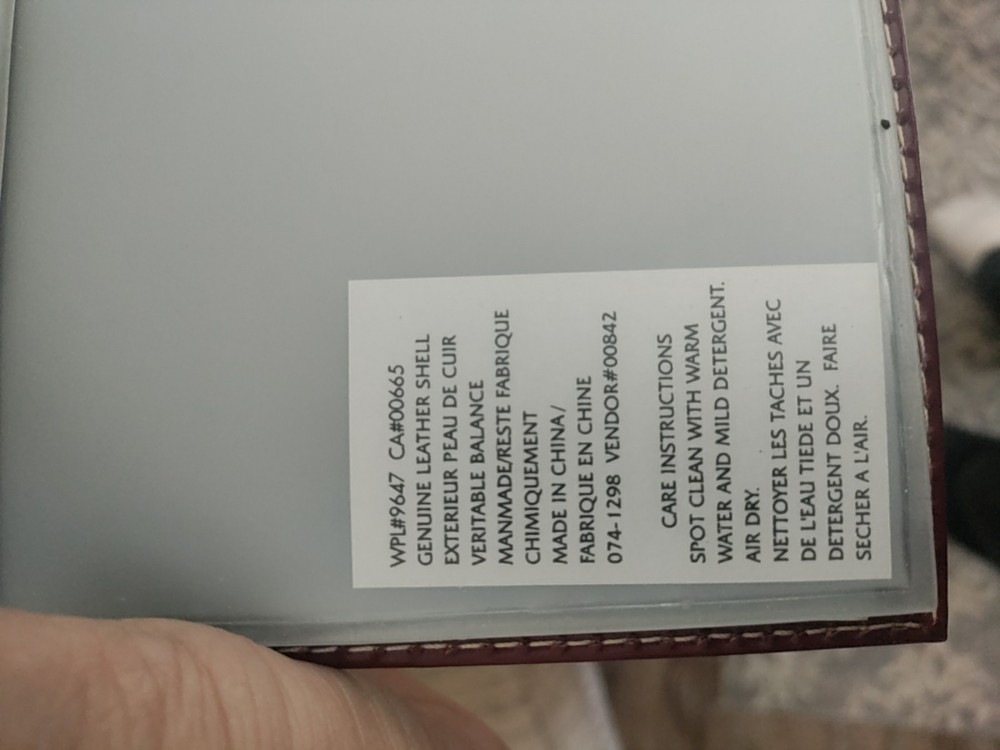 WPL#9647 CA#00665
GENUINE LEATHER SHELL
EXTERIEUR PEAU DE CUIR
VERITABLE BALANCE
MANMADE/RESTE FABRIQUE
CHIMIQUEMENT
MADE IN CHINA/
FABRIQUE EN CHINE
074-1298 VENDOR#00842
CARE INSTRUCTIONS
SPOT CLEAN WITH WARM
WATER AND MILD DETERGENT.
AIR DRY.
NETTOYER LES TACHES AVEC
DE L'EAU TIEDE ET UN
DETERGENT DOUX. FAIRE
SECHER A L'AIR.